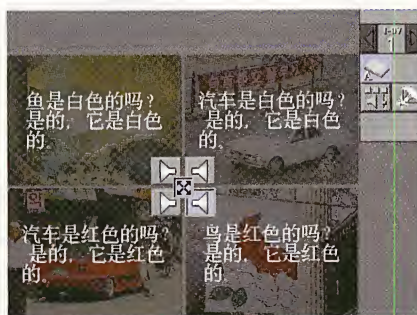 鱼是白色的吗？
是的，它是白色
的。
汽车是白色的吗？
是的，它是白色
的。
汽车是红色的吗？
是的，它是红色
的。
鸟是红色的吗？
是的，它是红色
的。